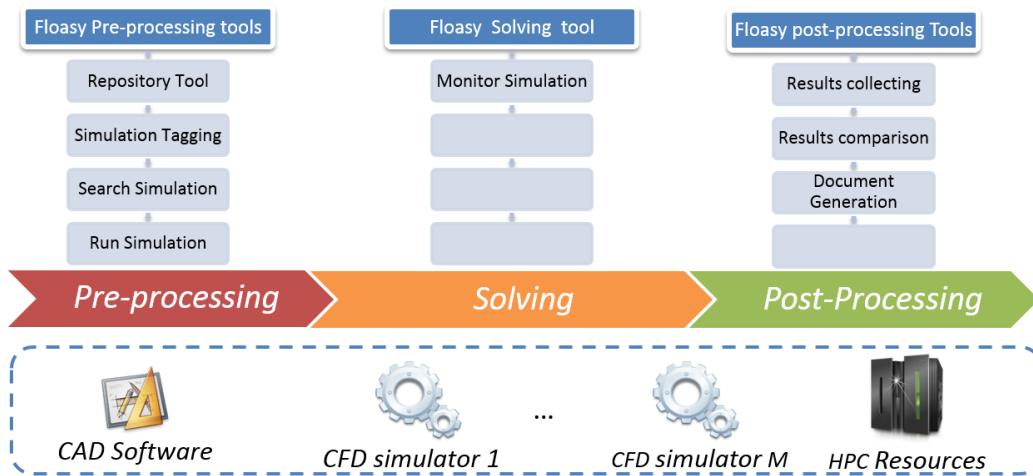 Floasy Pre-processing tools
Repository Tool
Simulation Tagging
Search Simulation
Run Simulation
Floasy Solving tool
Monitor Simulation
Floasy post-processing Tools
Results collecting
Results comparison
Document
Generation
Pre-processing
Solving
Post-Processing
CAD Software
CFD simulator 1
...
CFD simulator M
HPC Resources